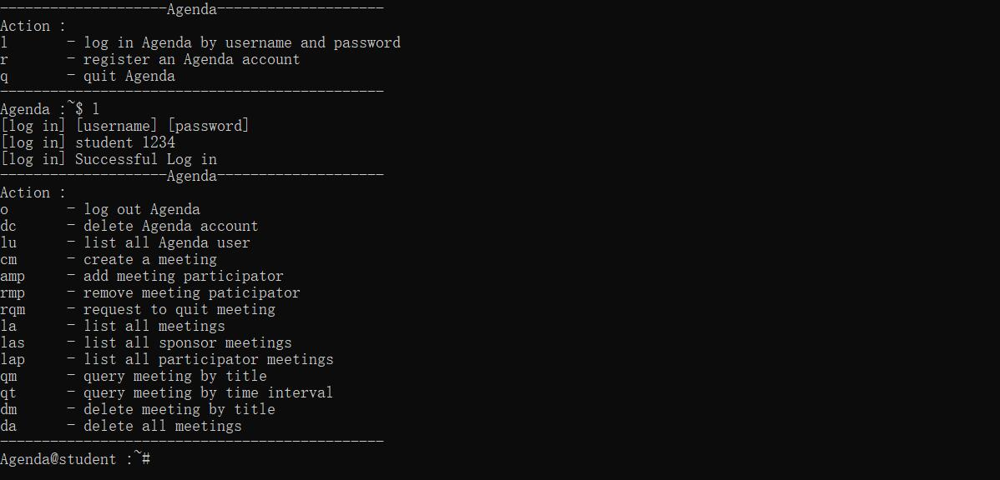 --------------------Agenda--------------------
Action :
l       - log in Agenda by username and password
r       - register an Agenda account
q       - quit Agenda
----------------------------------------------
Agenda :~$ l
[log in] [username] [password]
[log in] student 1234
[log in] Successful Log in
--------------------Agenda--------------------
Action :
o       - log out Agenda
dc      - delete Agenda account
lu      - list all Agenda user
cm      - create a meeting
amp     - add meeting participator
rmp     - remove meeting paticipator
rqm     - request to quit meeting
la      - list all meetings
las     - list all sponsor meetings
lap     - list all participator meetings
qm      - query meeting by title
qt      - query meeting by time interval
dm      - delete meeting by title
da      - delete all meetings
----------------------------------------------
Agenda@student :~#